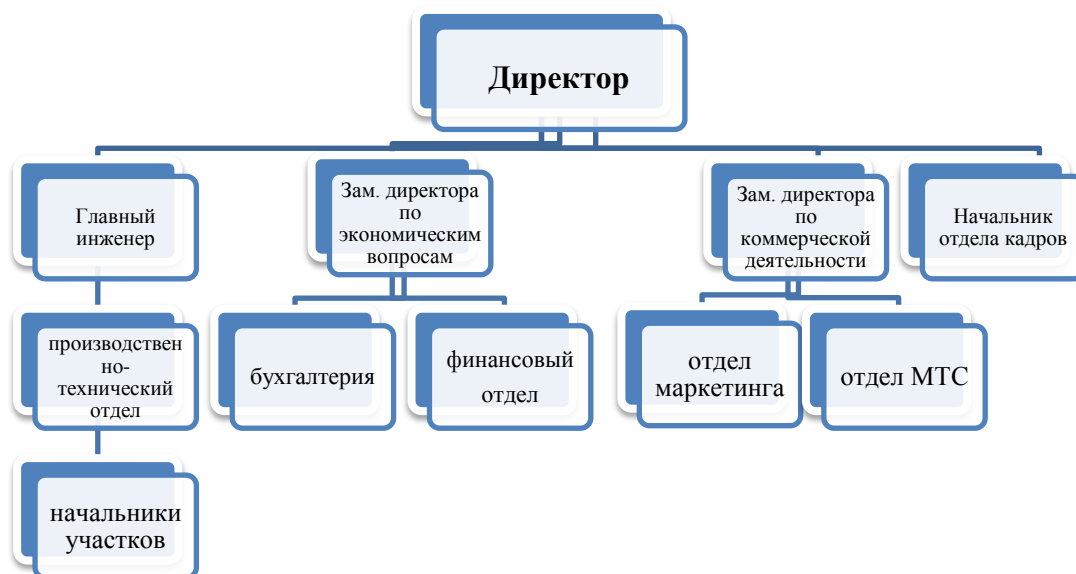 Директор
Главный
инженер
Зам. директора
по
экономическим
вопросам
Зам. директора
по
коммерческой
деятельности
Начальник
отдела кадров
производствен
но-
технический
отдел
бухгалтерия
финансовый
отдел
отдел
маркетинга
отдел МТС
начальники
участков